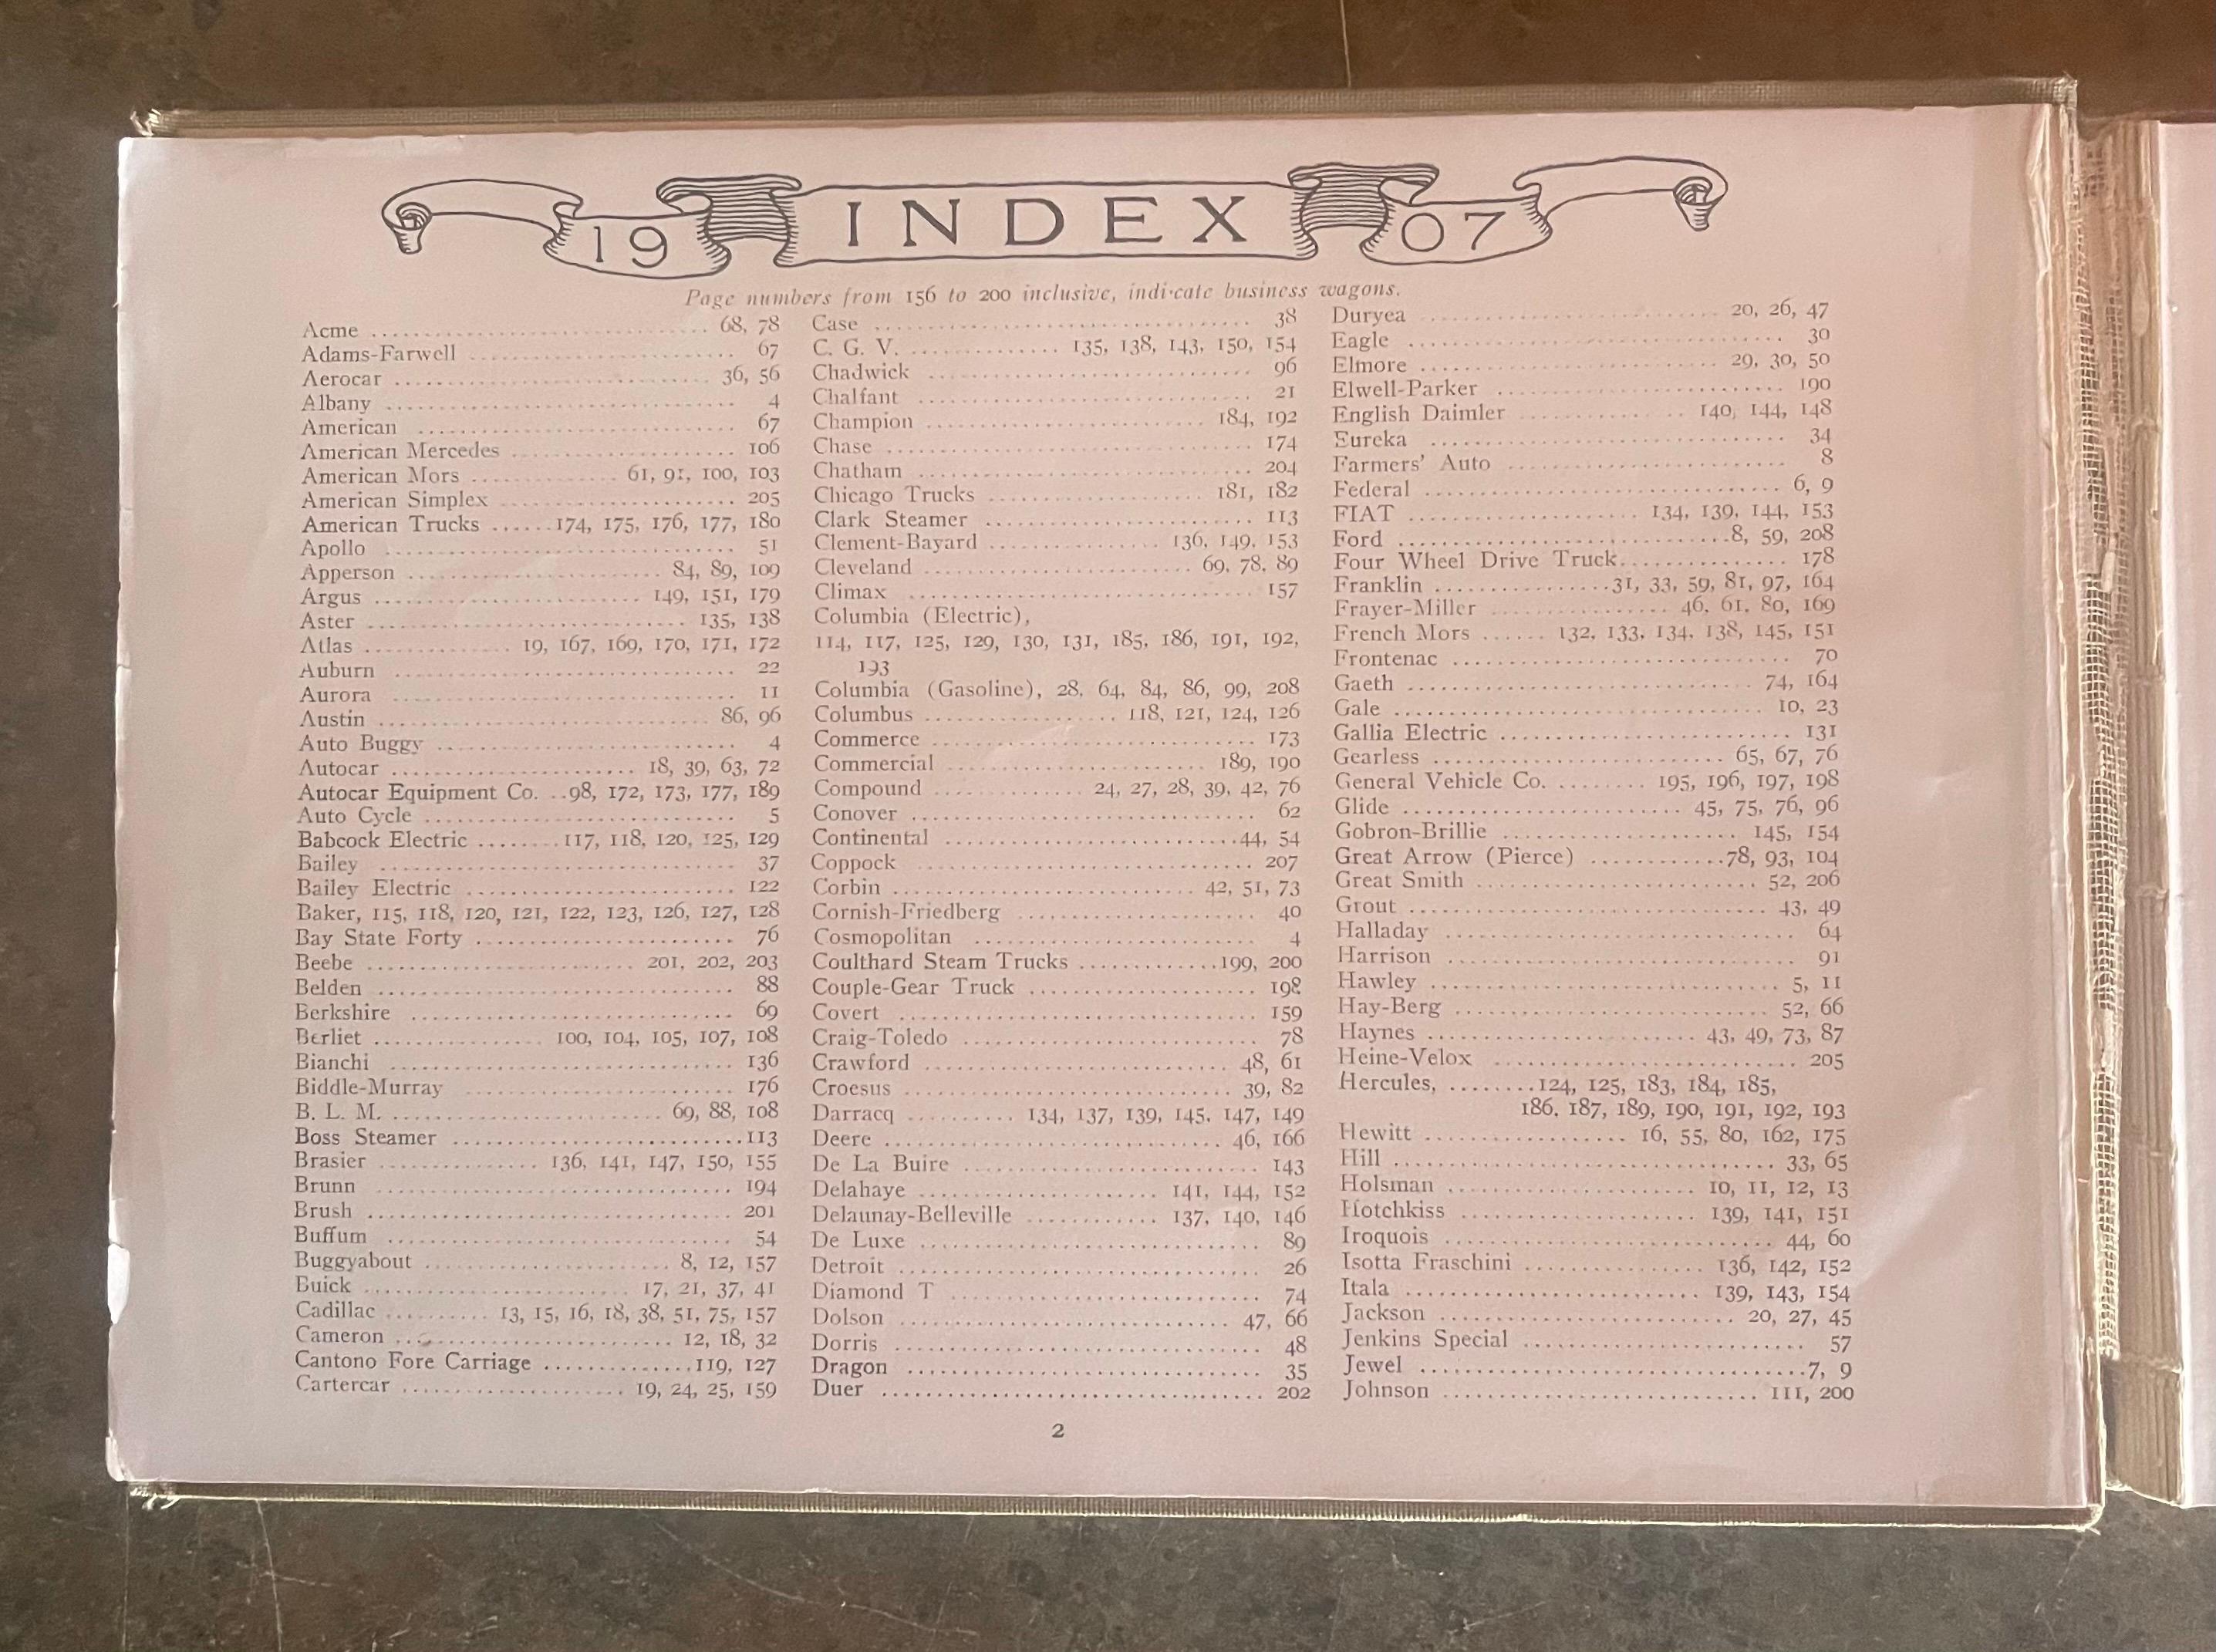 19 INDEX 07
Page numbers from 156 to 200 inclusive, indi·cate business wagons.
Acme .................................. 68, 78
Adams-Farwell ........................... 67
Aerocar ................................ 36, 56
Albany ................................... 4
American ................................ 67
American Mercedes ....................... 106
American Mors ............... 61, 91, 100, 103
American Simplex ........................ 205
American Trucks ......174, 175, 176, 177, 180
Apollo ................................... 51
Apperson .......................... 84, 89, 109
Argus ........................... 149, 151, 179
Aster ................................ 135, 138
Atlas ............... 19, 167, 169, 170, 171, 172
Auburn .................................. 22
Aurora .................................. 11
Austin ................................. 86, 96
Auto Buggy .............................. 4
Autocar ......................... 18, 39, 63, 72
Autocar Equipment Co. ..98, 172, 173, 177, 189
Auto Cycle ................................ 5
Babcock Electric ........117, 118, 120, 125, 129
Bailey ................................... 37
Bailey Electric ........................... 122
Baker, 115, 118, 120, 121, 122, 123, 126, 127, 128
Bay State Forty .......................... 76
Beebe ........................... 201, 202, 203
Belden ................................... 88
Berkshire ................................ 69
Berliet ................. 100, 104, 105, 107, 108
Bianchi .................................. 136
Biddle-Murray ........................... 176
B. L. M. ........................... 69, 88, 108
Boss Steamer .............................113
Brasier ................ 136, 141, 147, 150, 155
Brunn .................................... 194
Brush .................................... 201
Buffum .................................. 54
Buggyabout ........................ 8, 12, 157
Buick ............................ 17, 21, 37, 41
Cadillac .......... 13, 15, 16, 18, 38, 51, 75, 157
Cameron ........................... 12, 18, 32
Cantono Fore Carriage ..............119, 127
Cartercar ....................... 19, 24, 25, 159
Case ...................................... 38
C. G. V. ............... 135, 138, 143, 150, 154
Chadwick ................................. 96
Chalfant .................................. 21
Champion ............................ 184, 192
Chase ..................................... 174
Chatham .................................. 204
Chicago Trucks ...................... 181, 182
Clark Steamer ........................... 113
Clement-Bayard ................. 136, 149, 153
Cleveland ........................... 69, 78, 89
Climax ................................... 157
Columbia (Electric),
114, 117, 125, 129, 130, 131, 185, 186, 191, 192,
193
Columbia (Gasoline), 28, 64, 84, 86, 99, 208
Columbus ................... 118, 121, 124, 126
Commerce ................................ 173
Commercial ........................... 189, 190
Compound ................ 24, 27, 28, 39, 42, 76
Conover .................................. 62
Continental .............................44, 54
Coppock ................................. 207
Corbin .............................. 42, 51, 73
Cornish-Friedberg ........................ 40
Cosmopolitan ............................. 4
Coulthard Steam Trucks ..............199, 200
Couple-Gear Truck ....................... 198
Covert ................................... 159
Craig-Toledo .............................. 78
Crawford ............................... 48, 61
Croesus ................................ 39, 82
Darracq .......... 134, 137, 139, 145, 147, 149
Deere ................................. 46, 166
De La Buire .............................. 143
Delahaye ........................ 141, 144, 152
Delaunay-Belleville ............ 137, 140, 146
De Luxe .................................. 89
Detroit .................................... 26
Diamond T ............................... 74
Dolson ................................. 47, 66
Dorris ..................................... 48
Dragon ................................... 35
Duer ...................................... 202
Duryea .............................. 20, 26, 47
Eagle ..................................... 30
Elmore .............................. 29, 30, 50
Elwell-Parker ............................. 190
English Daimler ................ 140, 144, 148
Eureka ................................... 34
Farmers' Auto ............................ 8
Federal .................................. 6, 9
FIAT ....................... 134, 139, 144, 153
Ford ..................................8, 59, 208
Four Wheel Drive Truck................. 178
Franklin ..................31, 33, 59, 81, 97, 164
Frayer-Miller .................. 46, 61, 80, 169
French Mors ...... 132, 133, 134, 138, 145, 151
Frontenac ................................ 70
Gaeth .................................. 74, 164
Gale .................................... 10, 23
Gallia Electric ............................. 131
Gearless ............................ 65, 67, 76
General Vehicle Co. ......... 195, 196, 197, 198
Glide ............................ 45, 75, 76, 96
Gobron-Brillie ........................ 145, 154
Great Arrow (Pierce) ............78, 93, 104
Great Smith ............................ 52, 206
Grout ................................... 43, 49
Halladay ................................. 64
Harrison ................................. 91
Hawley .................................. 5, 11
Hay-Berg ............................... 52, 66
Haynes ......................... 43, 49, 73, 87
Heine-Velox .............................. 205
Hercules, .........124, 125, 183, 184, 185,
186, 187, 189, 190, 191, 192, 193
Hewitt .................... 16, 55, 80, 162, 175
Hill ..................................... 33, 65
Holsman ........................ 10, 11, 12, 13
Hotchkiss ...................... 139, 141, 151
Iroquois ................................ 44, 60
Isotta Fraschini .................. 136, 142, 152
Itala ............................ 139, 143, 154
Jackson ............................. 20, 27, 45
Jenkins Special ........................... 57
Jewel .....................................7, 9
Johnson .............................. 111, 200
2